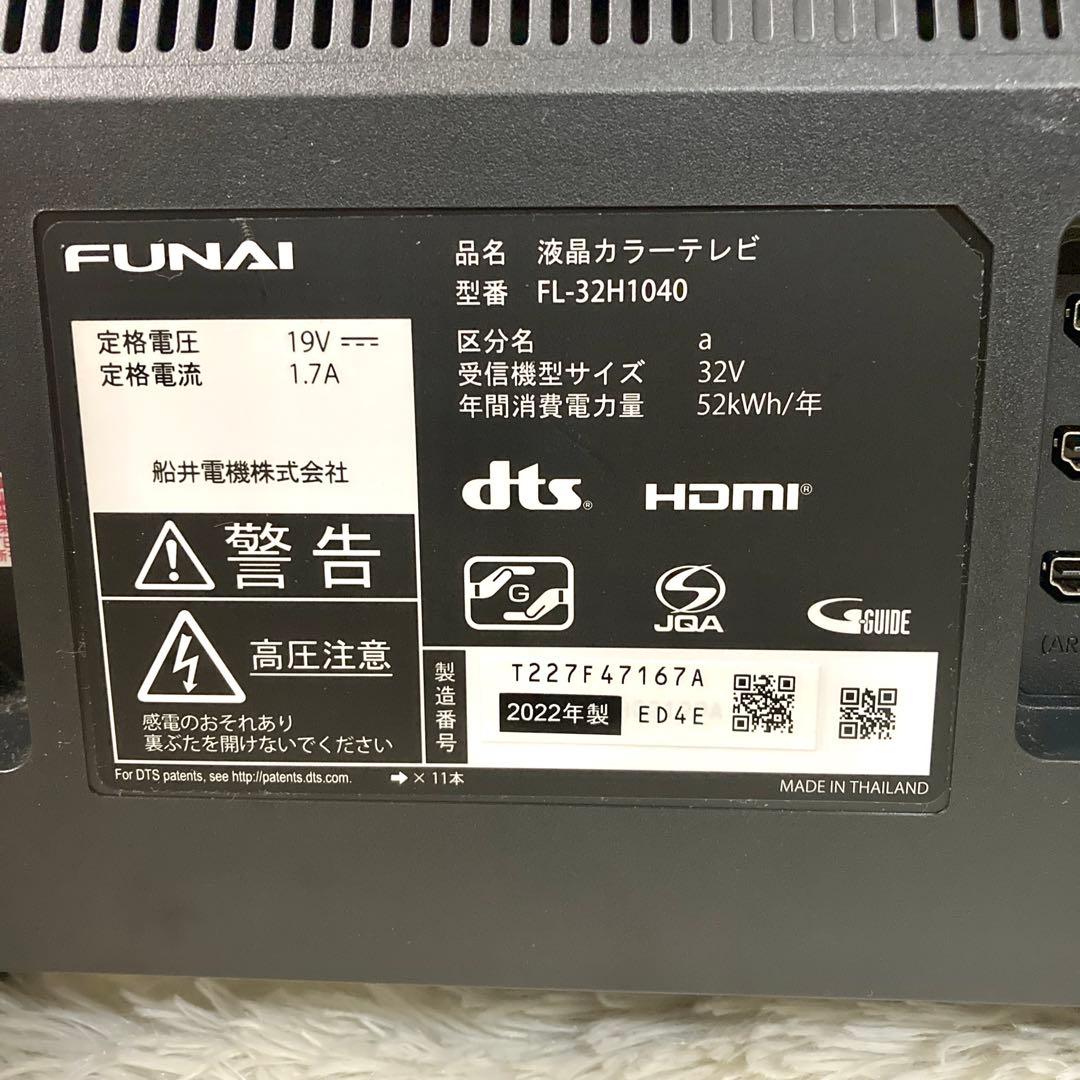 FUNAI
品名 液晶カラーテレビ
型番 FL-32H1040
定格電圧 19V
定格電流 1.7A
船井電機株式会社
区分名 a
受信機型サイズ 32V
年間消費電力量 52kWh/年
dts®
HDMI®
G
JQA
G-GUIDE
警告
高圧注意
感電のおそれあり
裏ぶたを開けないでください
製造番号
T227F47167A
2022年製 ED4E
For DTS patents, see http://patents.dts.com.
➡ × 11本
MADE IN THAILAND
(AR